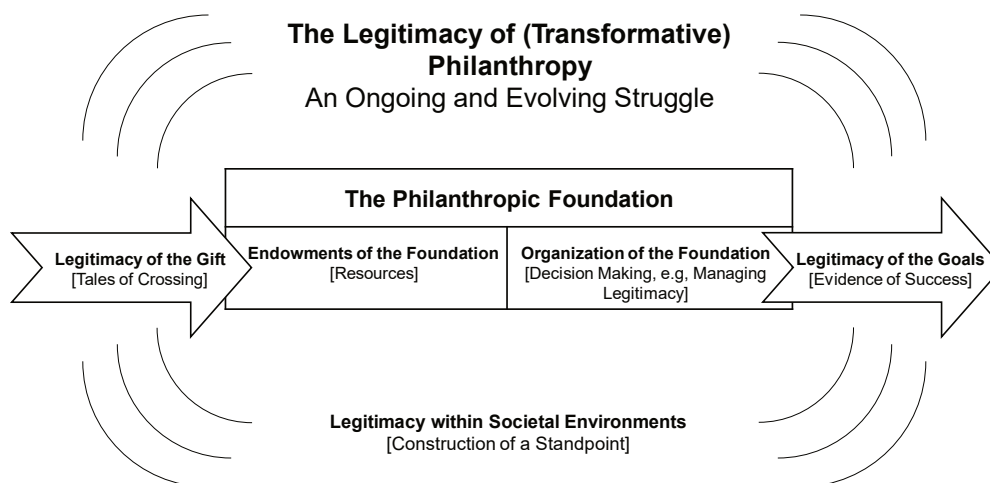 The Legitimacy of (Transformative)
Philanthropy
An Ongoing and Evolving Struggle
The Philanthropic Foundation
Legitimacy of the Gift
[Tales of Crossing]
Endowments of the Foundation
[Resources]
Organization of the Foundation
[Decision Making, e.g, Managing
Legitimacy]
Legitimacy of the Goals
[Evidence of Success]
Legitimacy within Societal Environments
[Construction of a Standpoint]